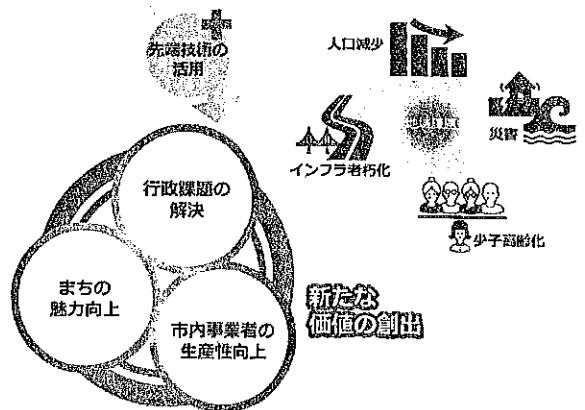 先端技術の
活用
人口減少
災害
インフラ老朽化
少子高齢化
行政課題の
解決
まちの
魅力向上
市内事業者の
生産性向上
新たな
価値の創出